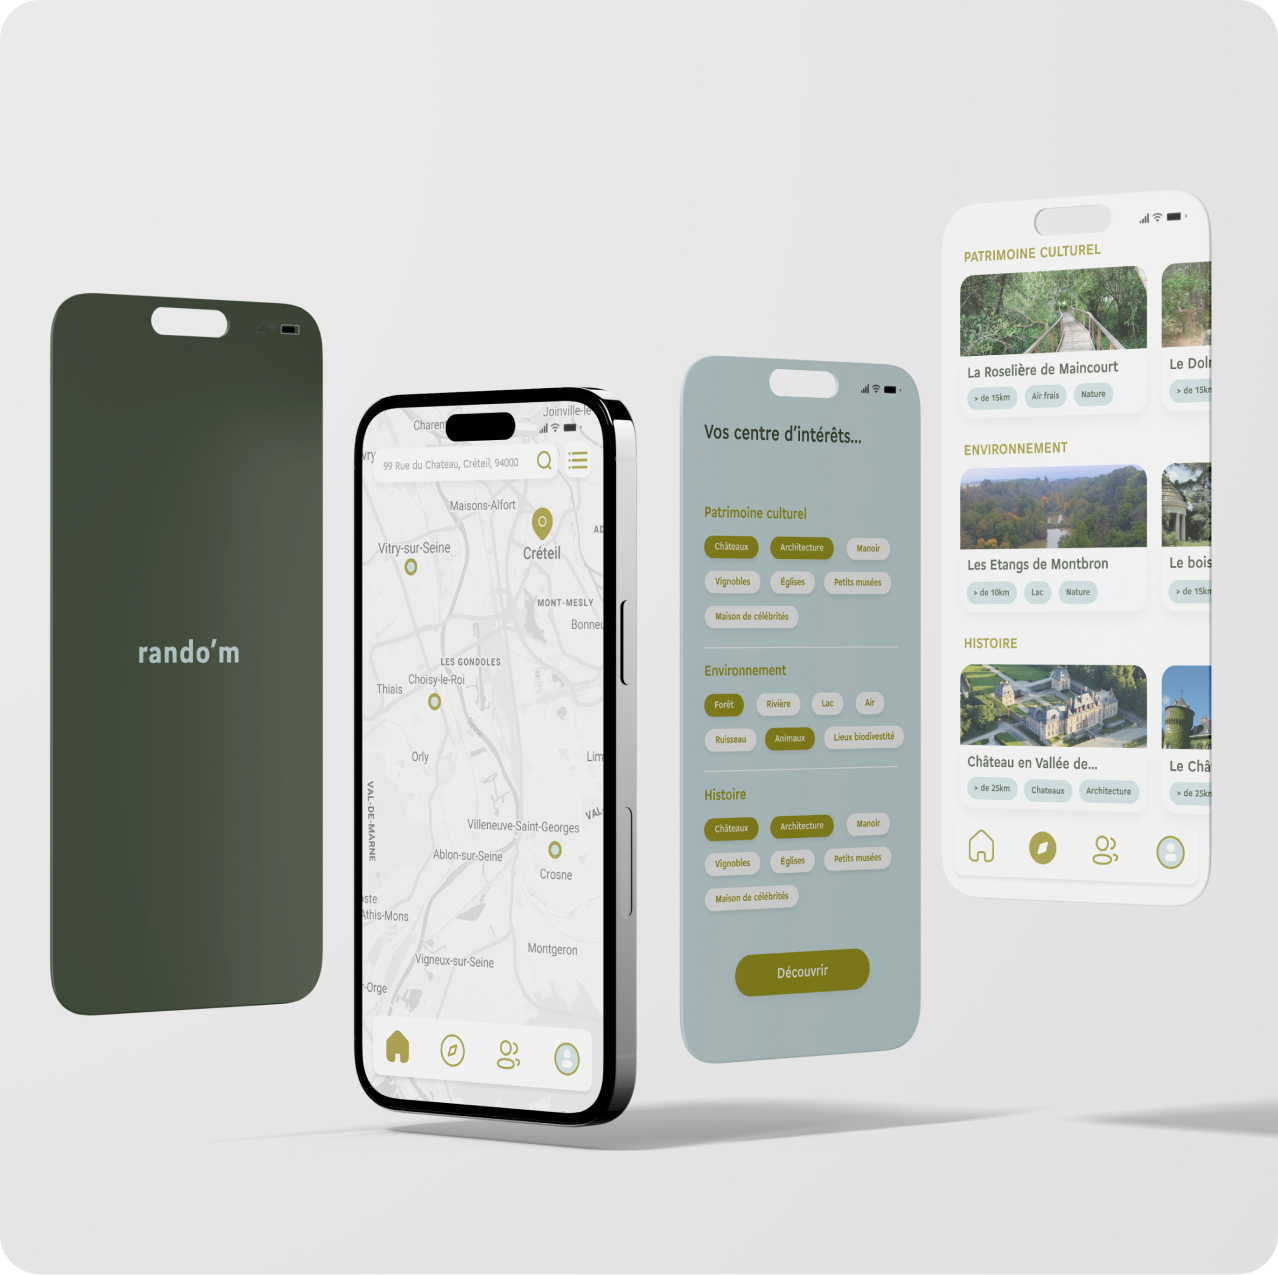 rando'm
Joinville-le
Charen
vry
99 Rue du Chateau, Créteil, 94000
Maisons-Alfort
AD
Vitry-sur-Seine
Créteil
MONT-MESLY
Bonneu
LES GONDOLES
Choisy-le-Roi
Thiais
Orly
Lim
VAL-DE-MARNE
VAL-
Villeneuve-Saint-Georges
Ablon-sur-Seine
Crosne
oste
Athis-Mons
Montgeron
Vigneux-sur-Seine
-Orge
Vos centre d'intérêts...
Patrimoine culturel
Châteaux Architecture Manoir
Vignobles Églises Petits musées
Maison de célébrités
Environnement
Forêt Rivière Lac Air
Ruisseau Animaux Lieux biodivestité
Histoire
Châteaux Architecture Manoir
Vignobles Églises Petits musées
Maison de célébrités
Découvrir
PATRIMOINE CULTUREL
La Roselière de Maincourt
> de 15km Air frais Nature
Le Dolr
> de 15km
ENVIRONNEMENT
Les Etangs de Montbron
> de 10km Lac Nature
Le bois
> de 15km
HISTOIRE
Château en Vallée de...
> de 25km Chateaux Architecture
Le Châ
> de 25k